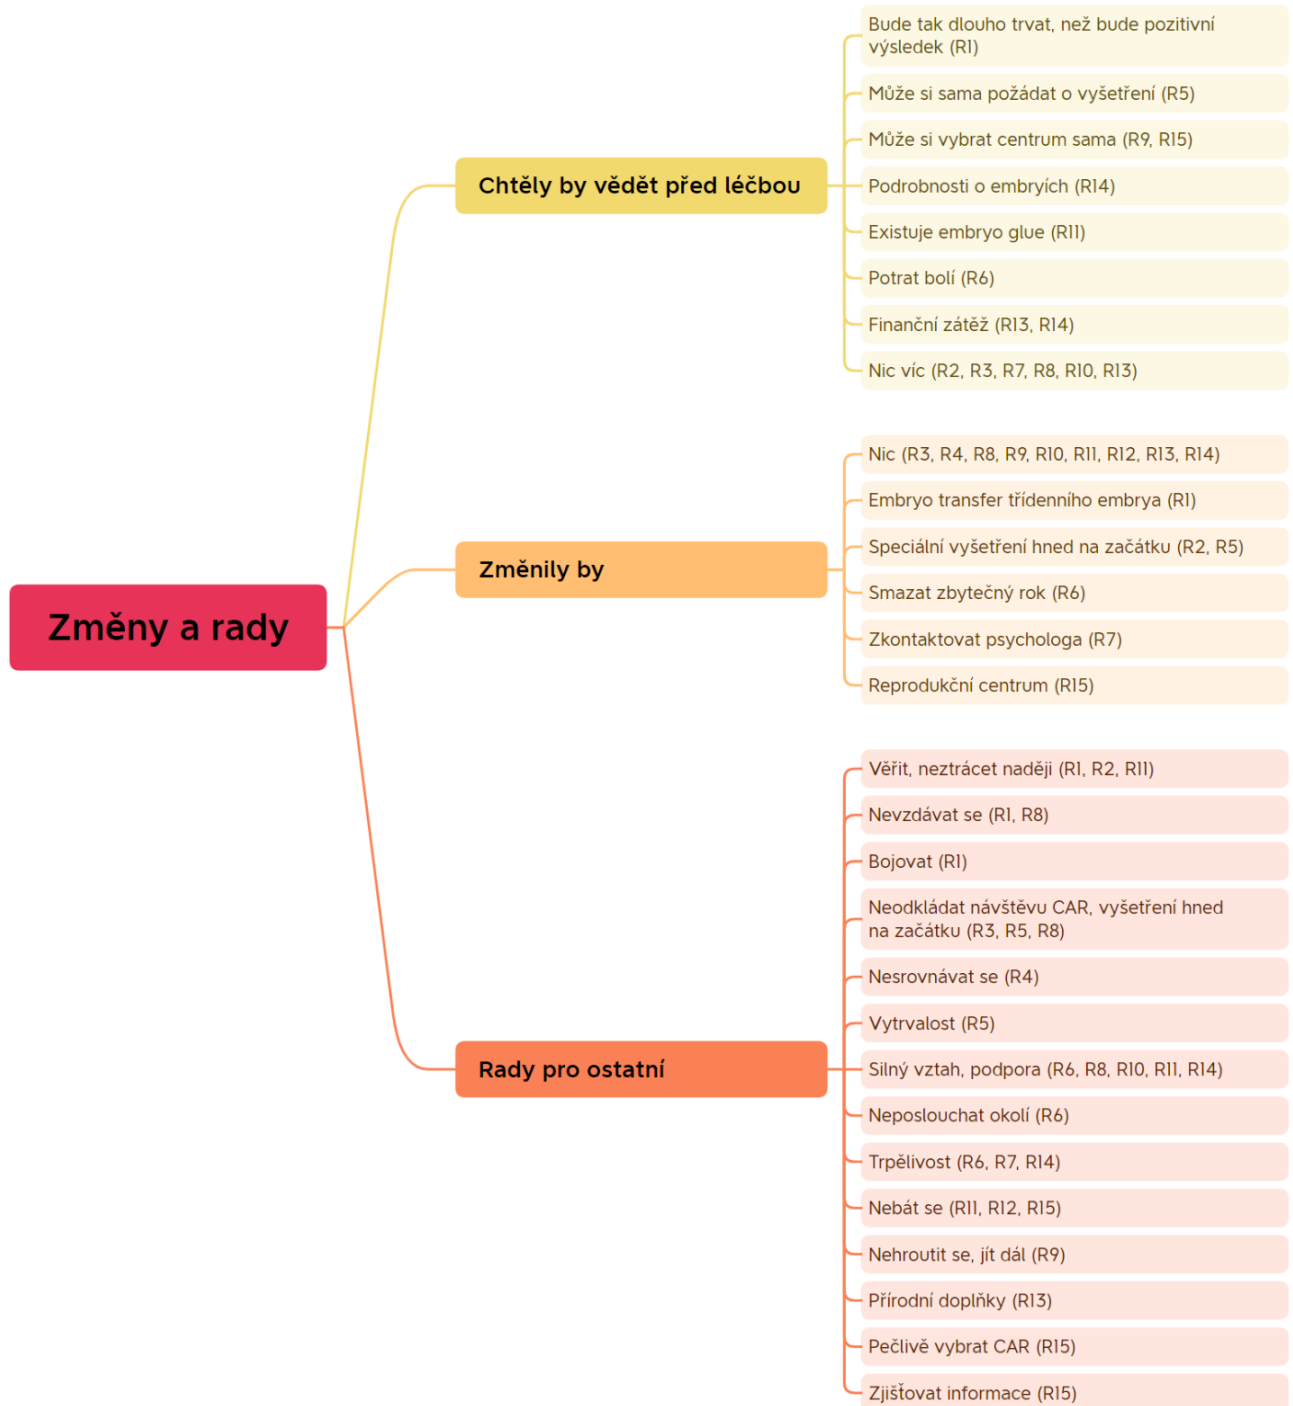 Změny a rady
Chtěly by vědět před léčbou
Bude tak dlouho trvat, než bude pozitivní
výsledek (R1)
Může si sama požádat o vyšetření (R5)
Může si vybrat centrum sama (R9, R15)
Podrobnosti o embryích (R14)
Existuje embryo glue (R11)
Potrat bolí (R6)
Finanční zátěž (R13, R14)
Nic víc (R2, R3, R7, R8, R10, R13)
Změnily by
Nic (R3, R4, R8, R9, R10, R11, R12, R13, R14)
Embryo transfer třídenního embrya (R1)
Speciální vyšetření hned na začátku (R2, R5)
Smazat zbytečný rok (R6)
Zkontaktovat psychologa (R7)
Reprodukční centrum (R15)
Rady pro ostatní
Věřit, neztrácet naději (R1, R2, R11)
Nevzdávat se (R1, R8)
Bojovat (R1)
Neodkládat návštěvu CAR, vyšetření hned
na začátku (R3, R5, R8)
Nesrovnávat se (R4)
Vytrvalost (R5)
Silný vztah, podpora (R6, R8, R10, R11, R14)
Neposlouchat okolí (R6)
Trpělivost (R6, R7, R14)
Nebát se (R11, R12, R15)
Nehroutit se, jít dál (R9)
Přírodní doplňky (R13)
Pečlivě vybrat CAR (R15)
Zjišťovat informace (R15)